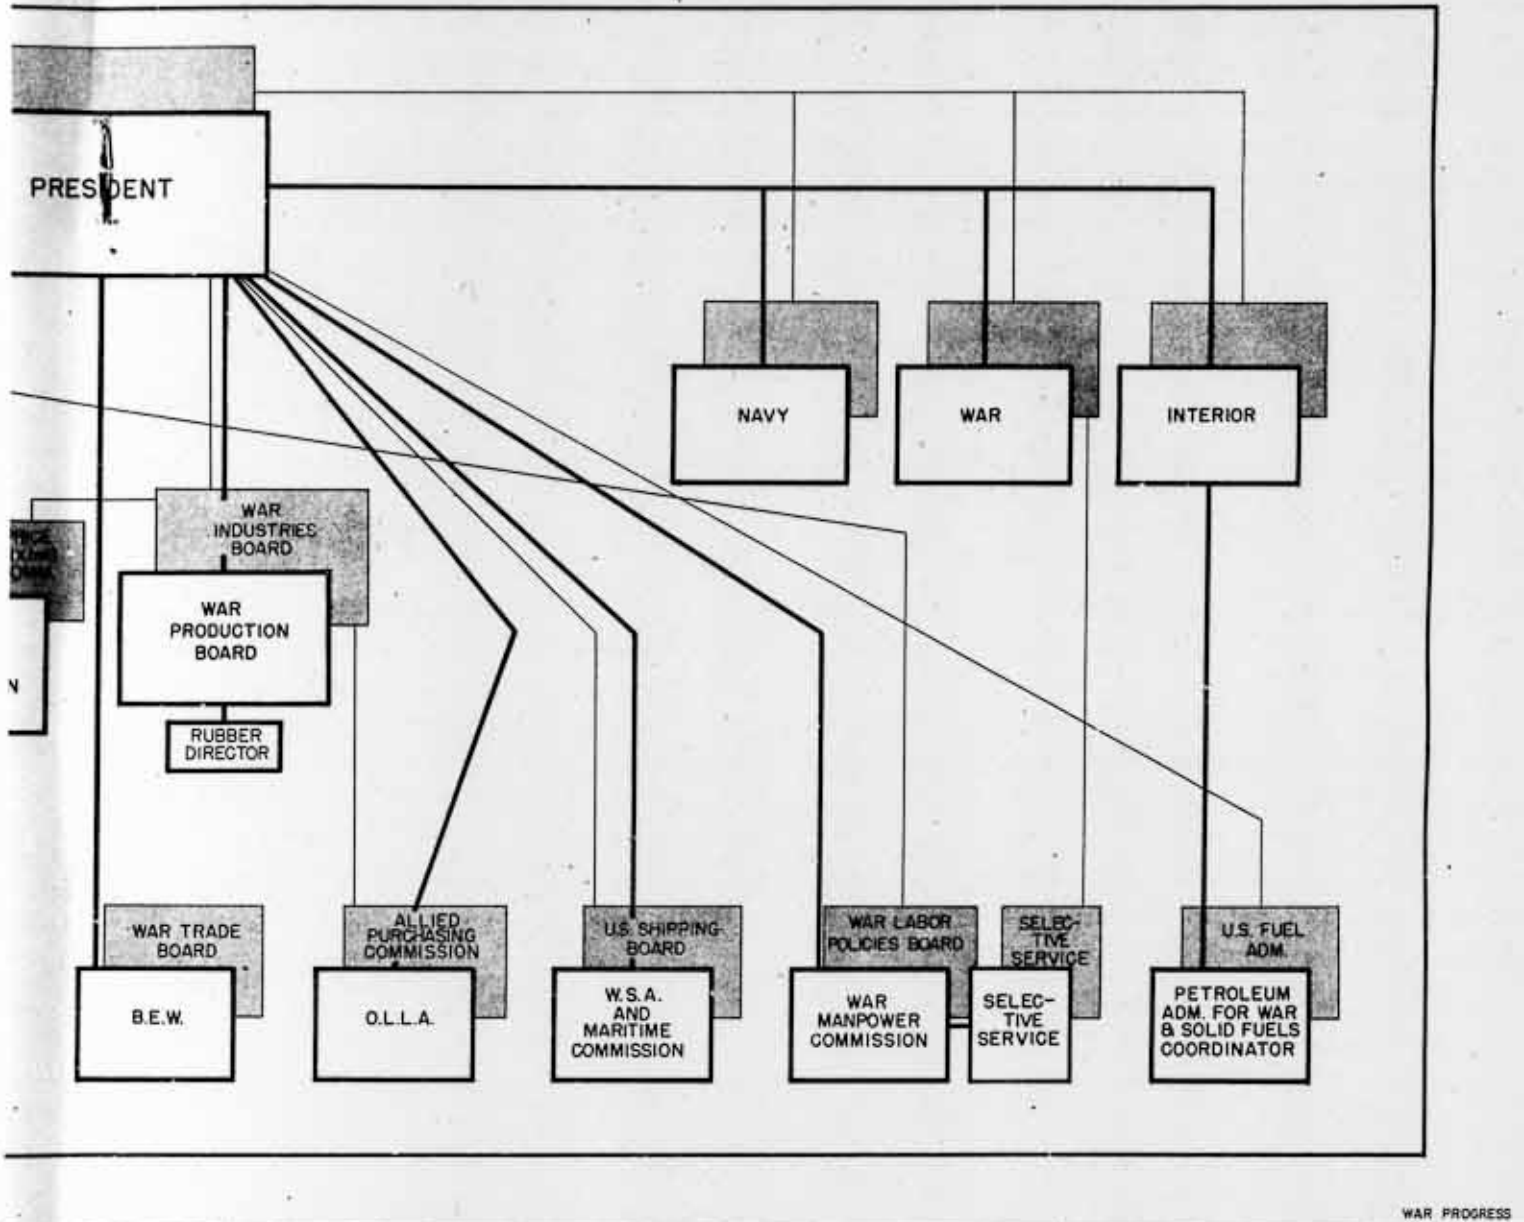 PRESIDENT
NAVY
WAR
INTERIOR
WAR
INDUSTRIES
BOARD
WAR
PRODUCTION
BOARD
N
RUBBER
DIRECTOR
WAR TRADE
BOARD
B.E.W.
ALLIED
PURCHASING
COMMISSION
O.L.L.A.
U.S. SHIPPING
BOARD
W.S.A.
AND
MARITIME
COMMISSION
WAR LABOR
POLICIES BOARD
WAR
MANPOWER
COMMISSION
SELEC-
TIVE
SERVICE
SELEC-
TIVE
SERVICE
U.S. FUEL
ADM.
PETROLEUM
ADM. FOR WAR
& SOLID FUELS
COORDINATOR
WAR PROGRESS